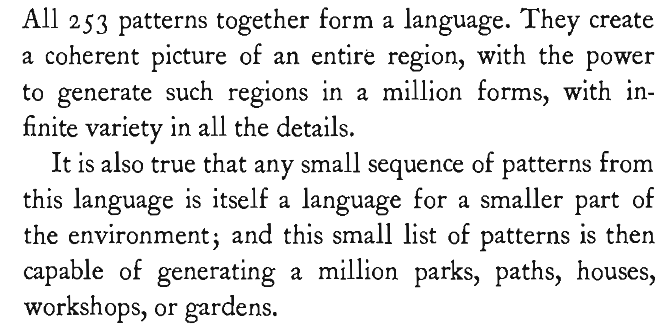 All 253 patterns together form a language. They create
a coherent picture of an entire region, with the power
to generate such regions in a million forms, with in-
finite variety in all the details.
It is also true that any small sequence of patterns from
this language is itself a language for a smaller part of
the environment; and this small list of patterns is then
capable of generating a million parks, paths, houses,
workshops, or gardens.